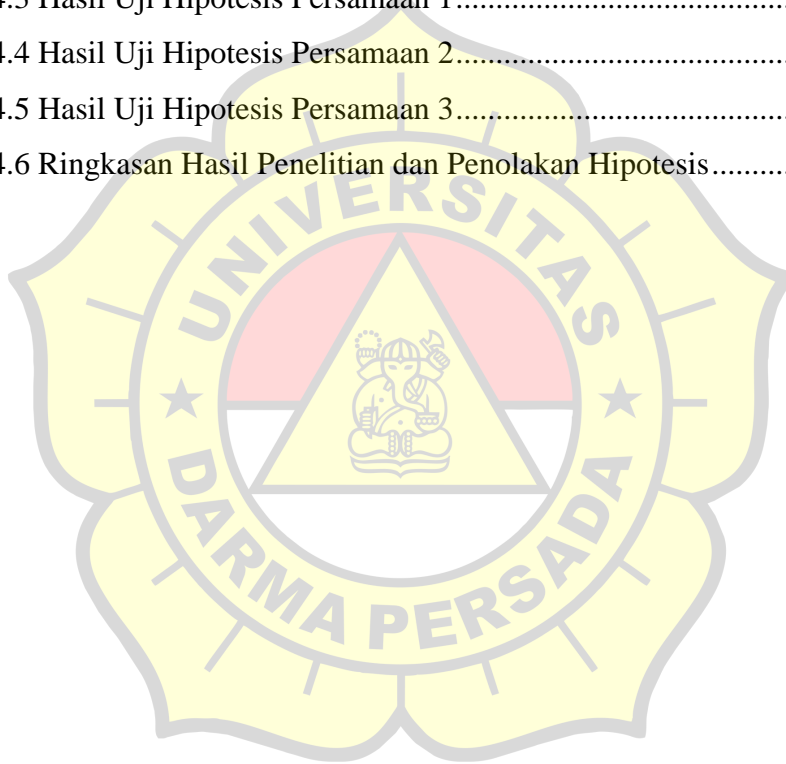 4.3 Hasil Uji Hipotesis Persamaan 1
4.4 Hasil Uji Hipotesis Persamaan 2
4.5 Hasil Uji Hipotesis Persamaan 3
4.6 Ringkasan Hasil Penelitian dan Penolakan Hipotesis
UNIVERSITAS
DARMA PERSADA